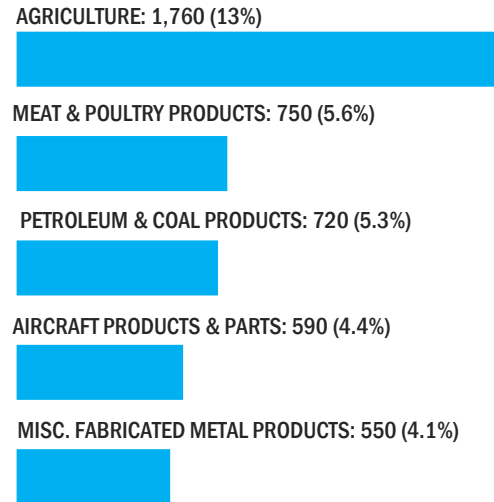 AGRICULTURE: 1,760 (13%)
MEAT & POULTRY PRODUCTS: 750 (5.6%)
PETROLEUM & COAL PRODUCTS: 720 (5.3%)
AIRCRAFT PRODUCTS & PARTS: 590 (4.4%)
MISC. FABRICATED METAL PRODUCTS: 550 (4.1%)